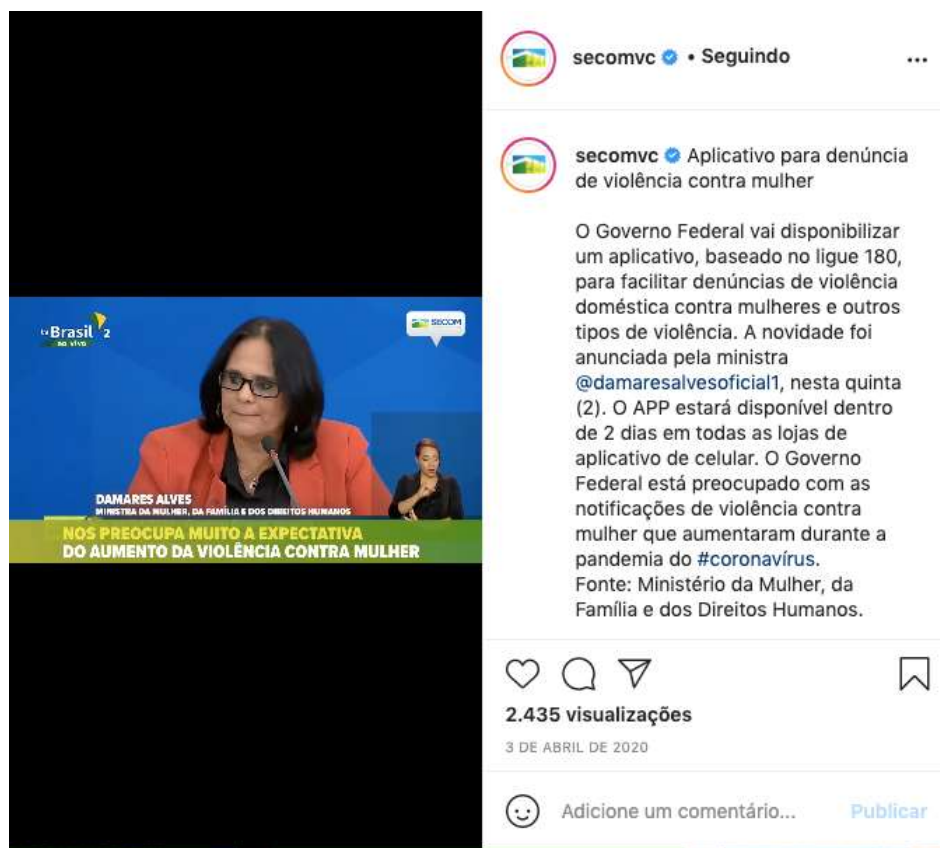 tv Brasil 2
ao vivo
SECOM
DAMARES ALVES
MINISTRA DA MULHER, DA FAMÍLIA E DOS DIREITOS HUMANOS
NOS PREOCUPA MUITO A EXPECTATIVA
DO AUMENTO DA VIOLÊNCIA CONTRA MULHER
secomvc • Seguindo
...
secomvc Aplicativo para denúncia
de violência contra mulher
O Governo Federal vai disponibilizar
um aplicativo, baseado no ligue 180,
para facilitar denúncias de violência
doméstica contra mulheres e outros
tipos de violência. A novidade foi
anunciada pela ministra
@damaresalvesoficial1, nesta quinta
(2). O APP estará disponível dentro
de 2 dias em todas as lojas de
aplicativo de celular. O Governo
Federal está preocupado com as
notificações de violência contra
mulher que aumentaram durante a
pandemia do #coronavírus.
Fonte: Ministério da Mulher, da
Família e dos Direitos Humanos.
2.435 visualizações
3 DE ABRIL DE 2020
Adicione um comentário... Publicar